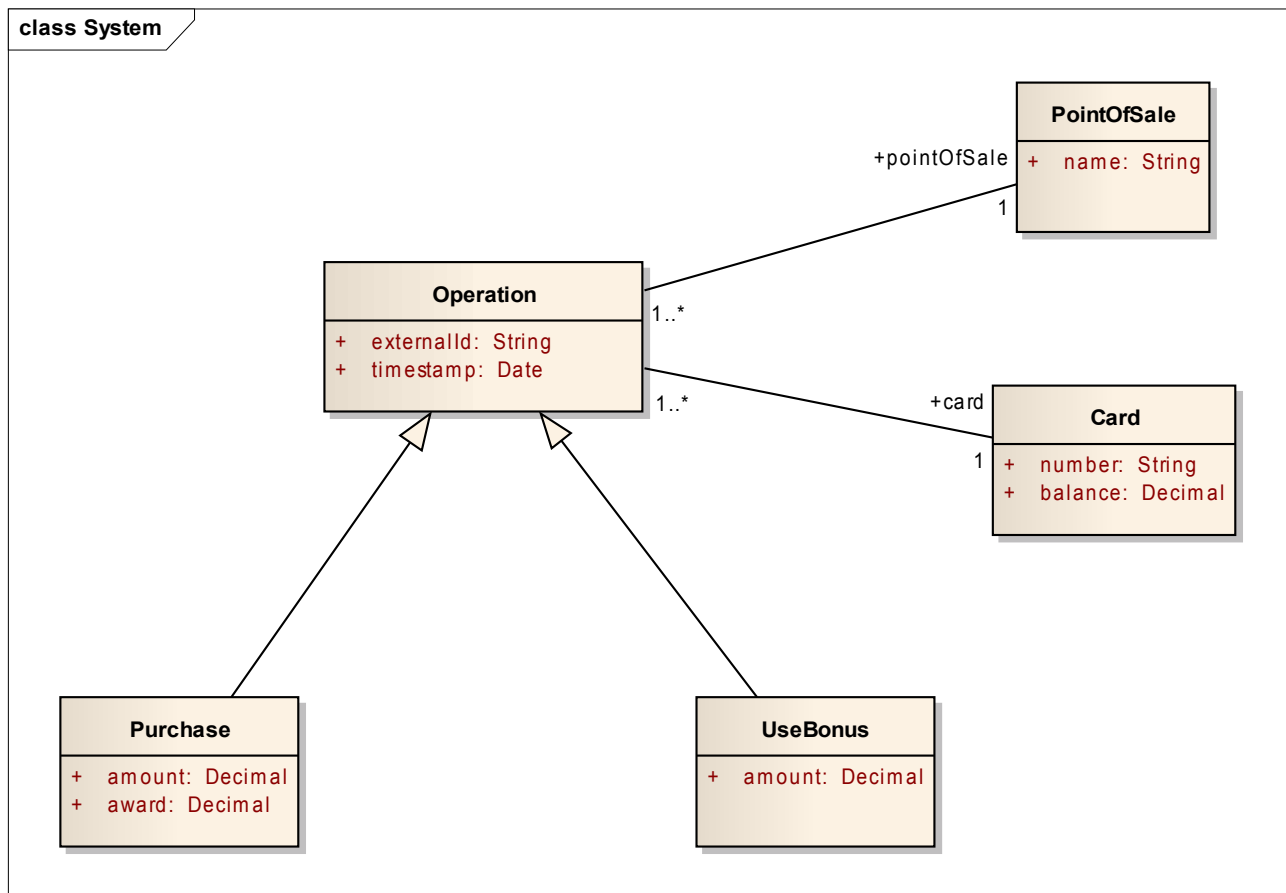 class System
PointOfSale
+ name: String
+pointOfSale
1
Operation
+ externalId: String
+ timestamp: Date
1..*
1..*
+card
1
Card
+ number: String
+ balance: Decimal
Purchase
+ amount: Decimal
+ award: Decimal
UseBonus
+ amount: Decimal